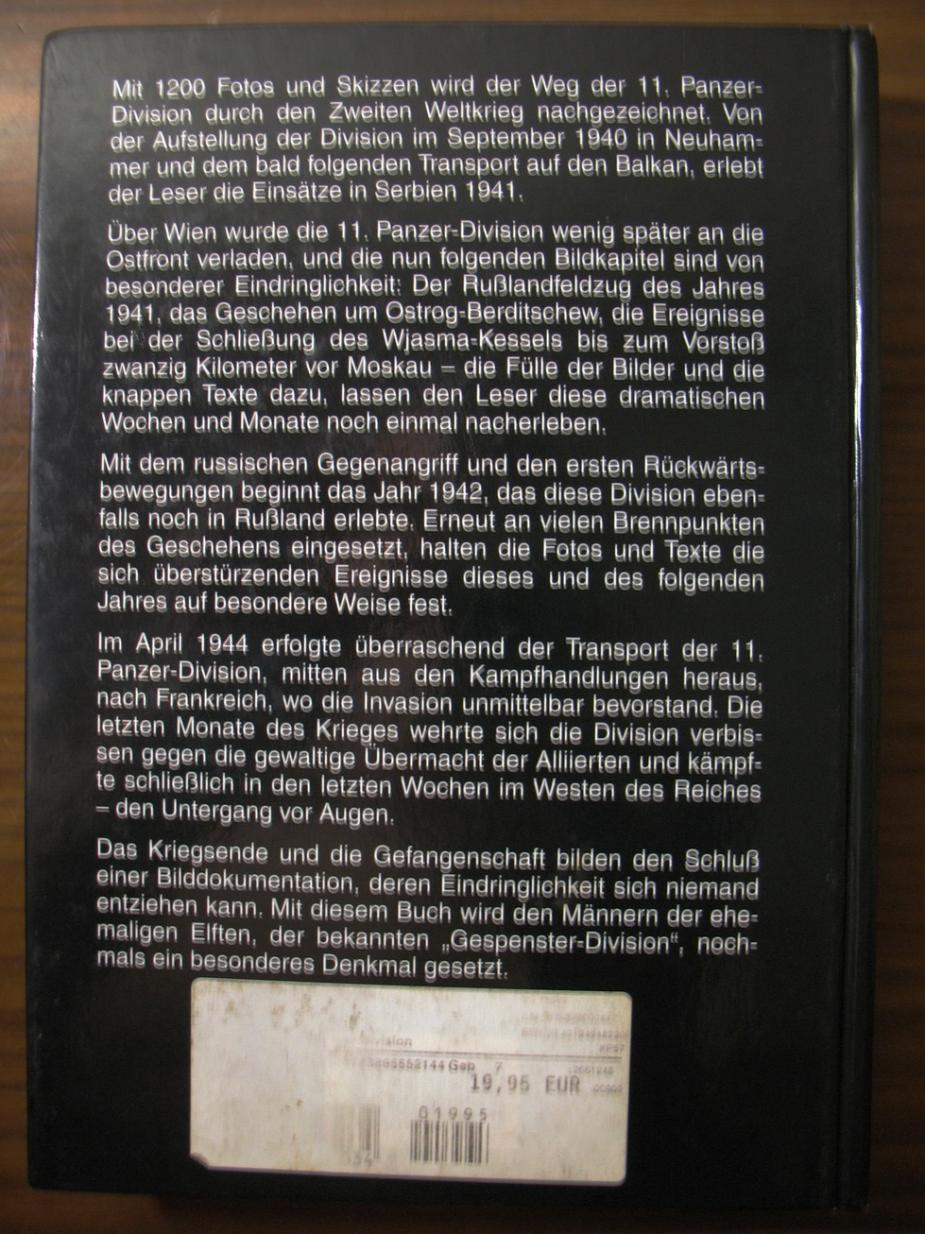 Mit 1200 Fotos und Skizzen wird der Weg der 11. Panzer-
Division durch den Zweiten Weltkrieg nachgezeichnet. Von
der Aufstellung der Division im September 1940 in Neuham-
mer und dem bald folgenden Transport auf den Balkan, erlebt
der Leser die Einsätze in Serbien 1941.
Über Wien wurde die 11. Panzer-Division wenig später an die
Ostfront verladen, und die nun folgenden Bildkapitel sind von
besonderer Eindringlichkeit: Der Rußlandfeldzug des Jahres
1941, das Geschehen um Ostrog-Berditschew, die Ereignisse
bei der Schließung des Wjasma-Kessels bis zum Vorstoß
zwanzig Kilometer vor Moskau – die Fülle der Bilder und die
knappen Texte dazu, lassen den Leser diese dramatischen
Wochen und Monate noch einmal nacherleben.
Mit dem russischen Gegenangriff und den ersten Rückwärts-
bewegungen beginnt das Jahr 1942, das diese Division eben-
falls noch in Rußland erlebte. Erneut an vielen Brennpunkten
des Geschehens eingesetzt, halten die Fotos und Texte die
sich überstürzenden Ereignisse dieses und des folgenden
Jahres auf besondere Weise fest.
Im April 1944 erfolgte überraschend der Transport der 11.
Panzer-Division, mitten aus den Kampfhandlungen heraus,
nach Frankreich, wo die Invasion unmittelbar bevorstand. Die
letzten Monate des Krieges wehrte sich die Division verbis-
sen gegen die gewaltige Übermacht der Alliierten und kämpf-
te schließlich in den letzten Wochen im Westen des Reiches
– den Untergang vor Augen.
Das Kriegsende und die Gefangenschaft bilden den Schluß
einer Bilddokumentation, deren Eindringlichkeit sich niemand
entziehen kann. Mit diesem Buch wird den Männern der ehe-
maligen Elften, der bekannten „Gespenster-Division“, noch-
mals ein besonderes Denkmal gesetzt.
Geb 7
19,95 EUR
01995